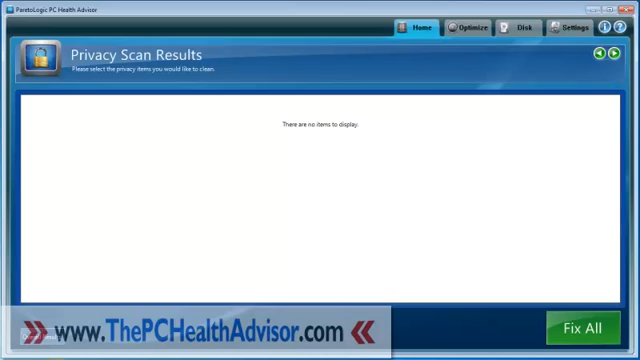 ParetoLogic PC Health Advisor
Home
Optimize
Disk
Settings
Privacy Scan Results
Please select the privacy items you would like to clean.
There are no items to display.
www.ThePCHealthAdvisor.com
Fix All